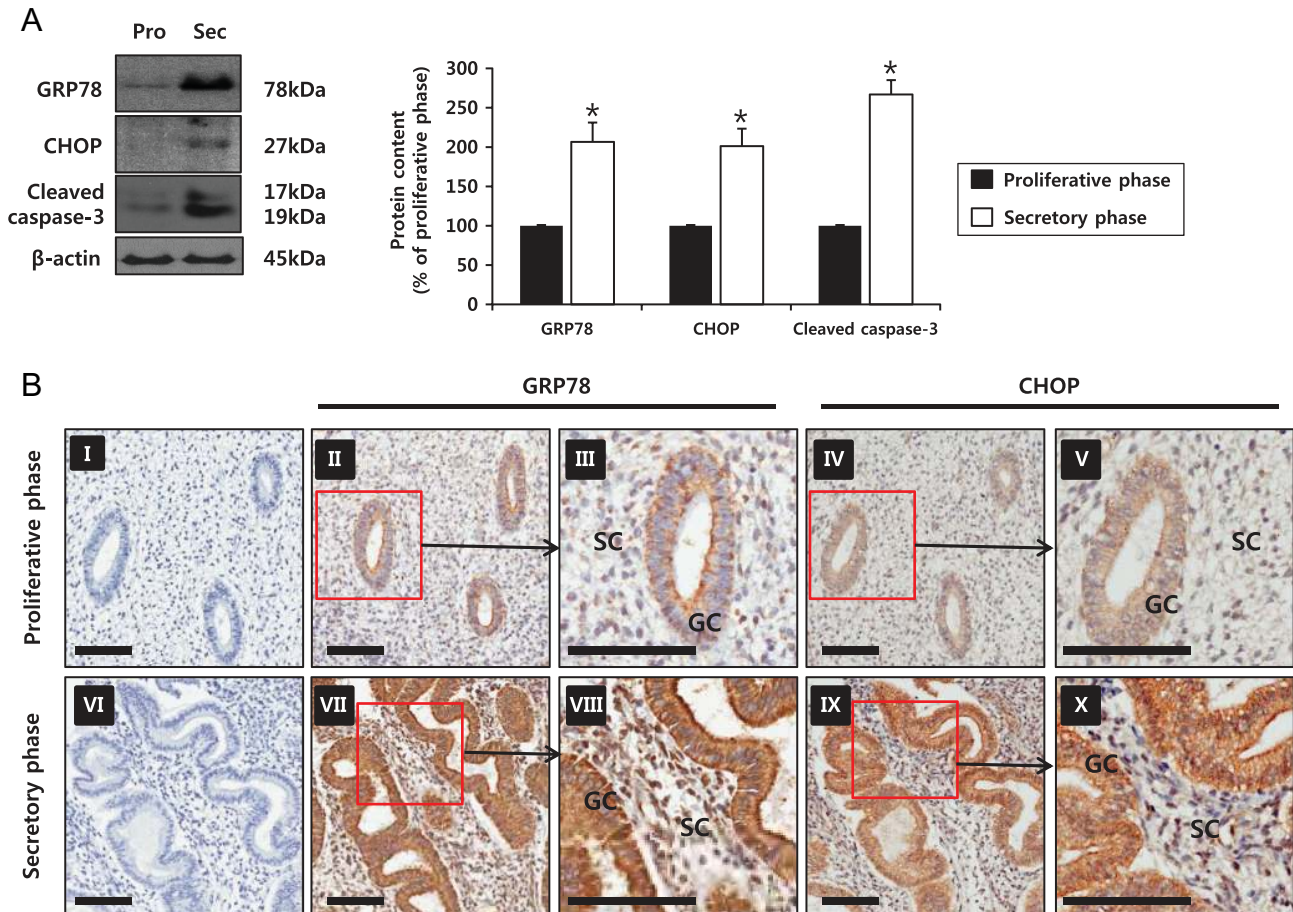 A
Pro Sec
GRP78 78kDa
CHOP 27kDa
Cleaved caspase-3 17kDa 19kDa
β-actin 45kDa
Protein content
(% of proliferative phase)
300
250
200
150
100
50
0
* * *
GRP78 CHOP Cleaved caspase-3
Proliferative phase
Secretory phase
B
GRP78 CHOP
Proliferative phase
I II III IV V
SC GC SC GC
Secretory phase
VI VII VIII IX X
GC SC GC SC